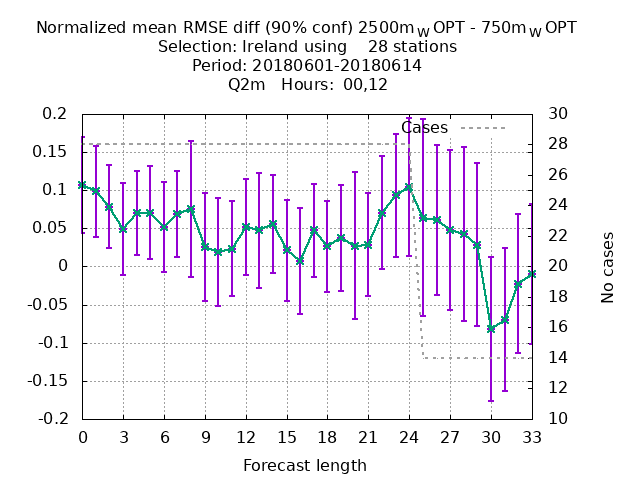 Normalized mean RMSE diff (90% conf) 2500m_W OPT - 750m_W OPT
Selection: Ireland using 28 stations
Period: 20180601-20180614
Q2m Hours: 00,12
Cases
0.2
0.15
0.1
0.05
0
-0.05
-0.1
-0.15
-0.2
30
28
26
24
22
20
18
16
14
12
10
No cases
0 3 6 9 12 15 18 21 24 27 30 33
Forecast length